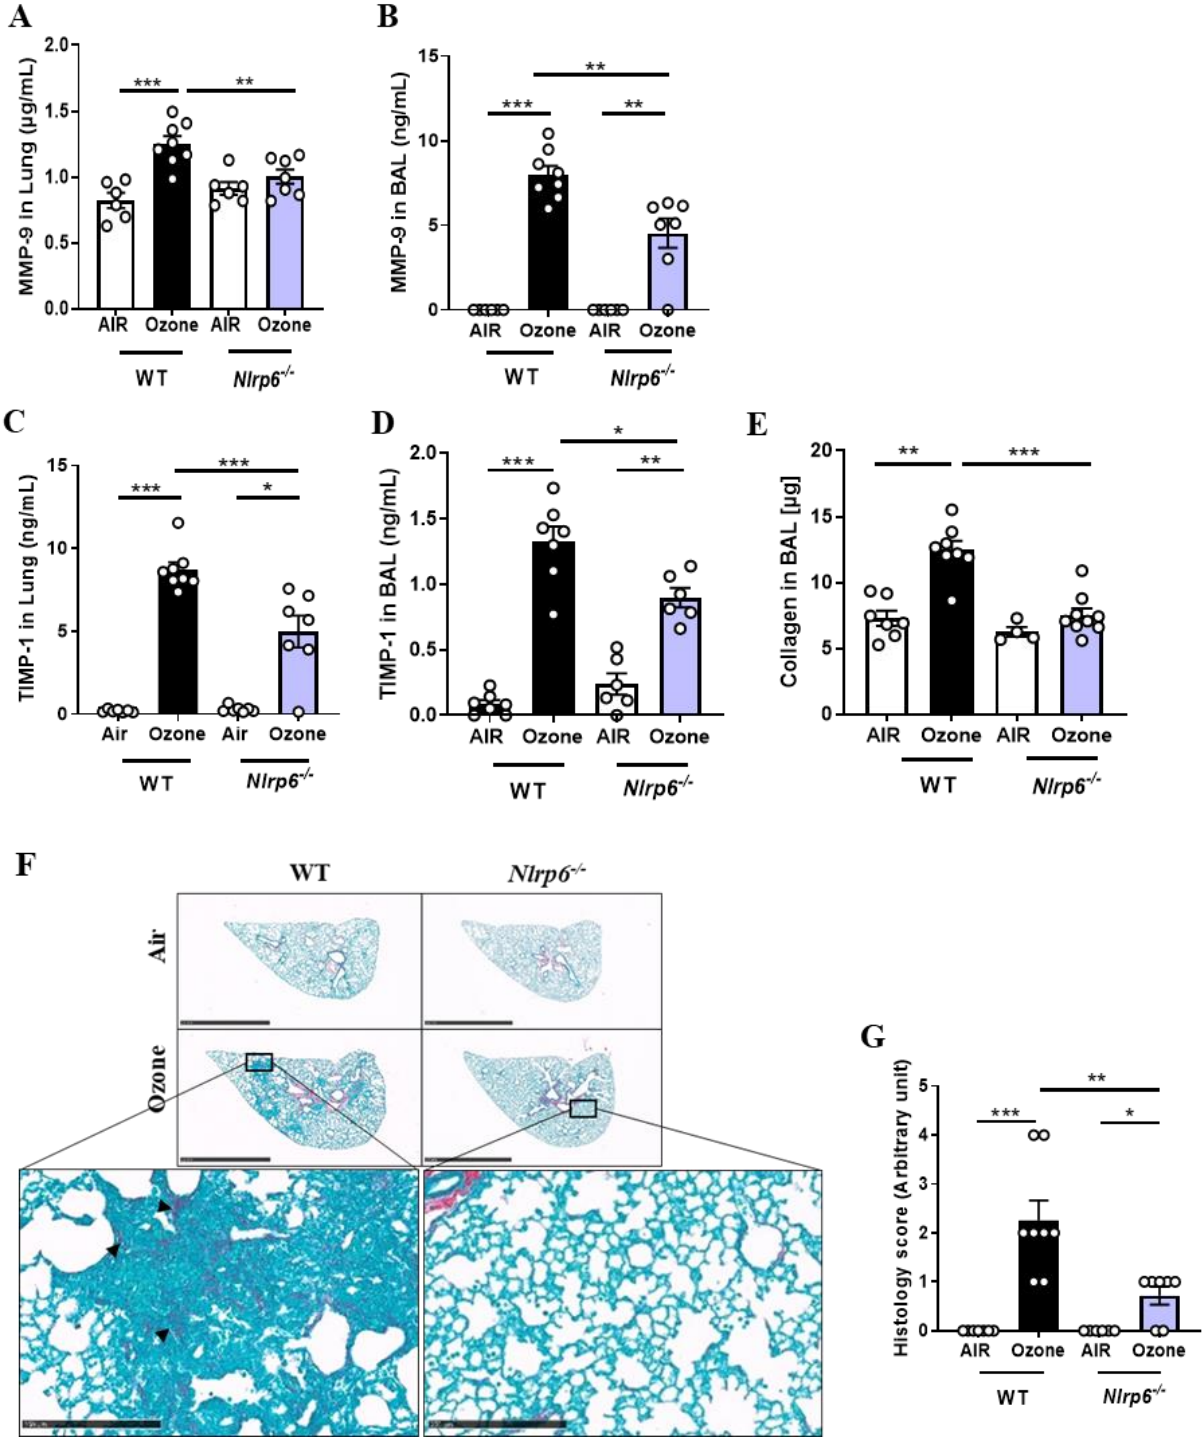 A
MMP-9 in Lung (µg/mL)
2.0
1.5
1.0
0.5
0.0
***
**
AIR Ozone AIR Ozone
WT Nlrp6-/-
B
MMP-9 in BAL (ng/mL)
15
10
5
0
**
***
**
AIR Ozone AIR Ozone
WT Nlrp6-/-
C
TIMP-1 in Lung (ng/mL)
15
10
5
0
***
***
*
Air Ozone Air Ozone
WT Nlrp6-/-
D
TIMP-1 in BAL (ng/mL)
2.0
1.5
1.0
0.5
0.0
*
***
**
AIR Ozone AIR Ozone
WT Nlrp6-/-
E
Collagen in BAL [µg]
20
15
10
5
0
**
***
AIR Ozone AIR Ozone
WT Nlrp6-/-
F
WT Nlrp6-/-
Air
Ozone
G
Histology score (Arbitrary unit)
5
4
3
2
1
0
**
***
*
AIR Ozone AIR Ozone
WT Nlrp6-/-